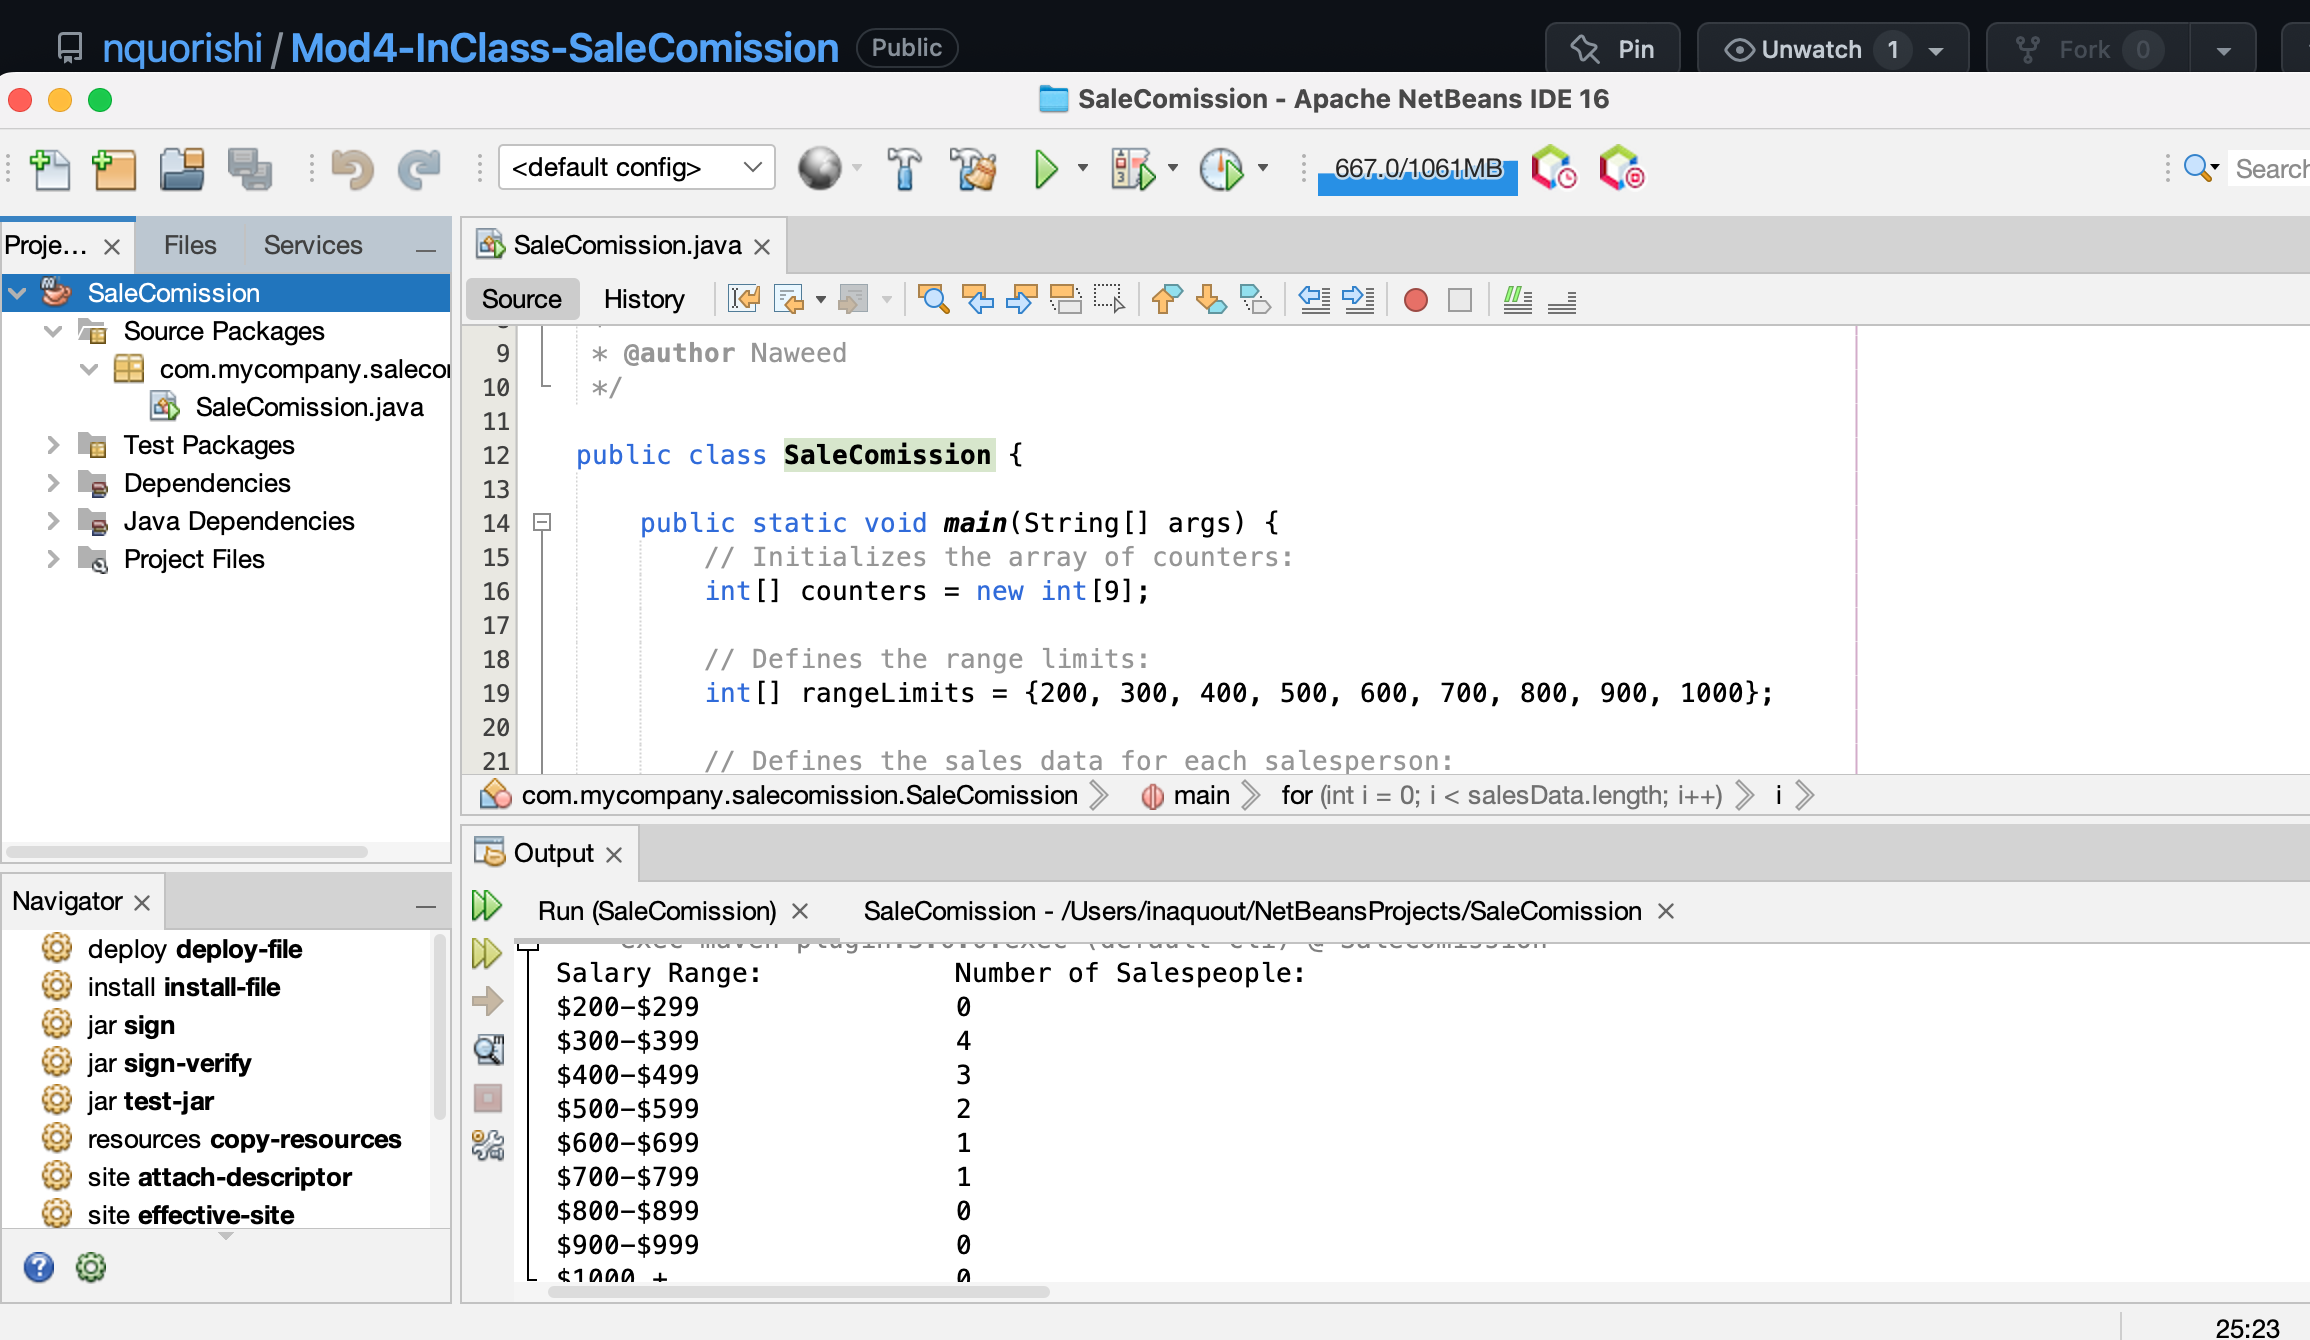 nquorishi / Mod4-InClass-SaleComission Public Pin Unwatch 1 Fork 0
SaleComission - Apache NetBeans IDE 16
<default config> 667.0/1061MB Search
Proje... Files Services
SaleComission
Source Packages
com.mycompany.saleco
SaleComission.java
Test Packages
Dependencies
Java Dependencies
Project Files
SaleComission.java
Source History
9 * @author Naweed
10 */
11
12 public class SaleComission {
13
14 public static void main(String[] args) {
15 // Initializes the array of counters:
16 int[] counters = new int[9];
17
18 // Defines the range limits:
19 int[] rangeLimits = {200, 300, 400, 500, 600, 700, 800, 900, 1000};
20
21 // Defines the sales data for each salesperson:
com.mycompany.salecomission.SaleComission main for (int i = 0; i < salesData.length; i++) i
Navigator
deploy deploy-file
install install-file
jar sign
jar sign-verify
jar test-jar
resources copy-resources
site attach-descriptor
site effective-site
Output
Run (SaleComission) SaleComission - /Users/inaquout/NetBeansProjects/SaleComission
Salary Range: Number of Salespeople:
$200-$299 0
$300-$399 4
$400-$499 3
$500-$599 2
$600-$699 1
$700-$799 1
$800-$899 0
$900-$999 0
$1000 + 0
25:23